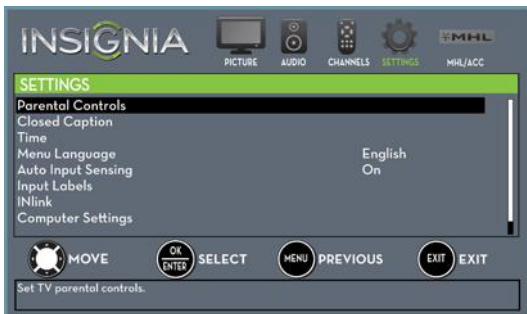 INSIGNIA
PICTURE AUDIO CHANNELS SETTINGS MHL MHL/ACC
SETTINGS
Parental Controls
Closed Caption
Time
Menu Language English
Auto Input Sensing On
Input Labels
INlink
Computer Settings
MOVE OK ENTER SELECT MENU PREVIOUS EXIT EXIT
Set TV parental controls.